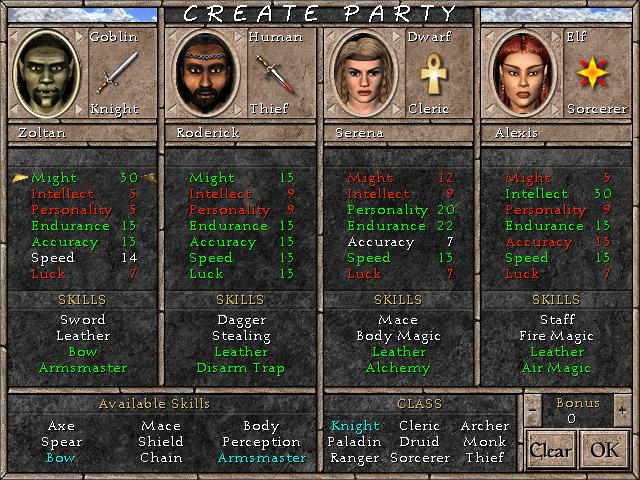 CREATE PARTY
Goblin
Knight
Zoltan
Human
Thief
Roderick
Dwarf
Cleric
Serena
Elf
Sorcerer
Alexis
Might 30
Intellect 5
Personality 5
Endurance 13
Accuracy 13
Speed 14
Luck 7
SKILLS
Sword
Leather
Bow
Armsmaster
Might 13
Intellect 9
Personality 9
Endurance 13
Accuracy 13
Speed 13
Luck 13
SKILLS
Dagger
Stealing
Leather
Disarm Trap
Might 12
Intellect 9
Personality 20
Endurance 22
Accuracy 7
Speed 13
Luck 7
SKILLS
Mace
Body Magic
Leather
Alchemy
Might 5
Intellect 30
Personality 9
Endurance 13
Accuracy 13
Speed 13
Luck 7
SKILLS
Staff
Fire Magic
Leather
Air Magic
Available Skills
Axe Mace Body
Spear Shield Perception
Bow Chain Armsmaster
CLASS
Knight Cleric Archer
Paladin Druid Monk
Ranger Sorcerer Thief
- Bonus +
0
Clear OK